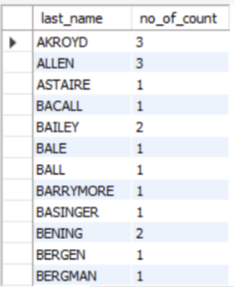 last_name no_of_count
AKROYD 3
ALLEN 3
ASTAIRE 1
BACALL 1
BAILEY 2
BALE 1
BALL 1
BARRYMORE 1
BASINGER 1
BENING 2
BERGEN 1
BERGMAN 1